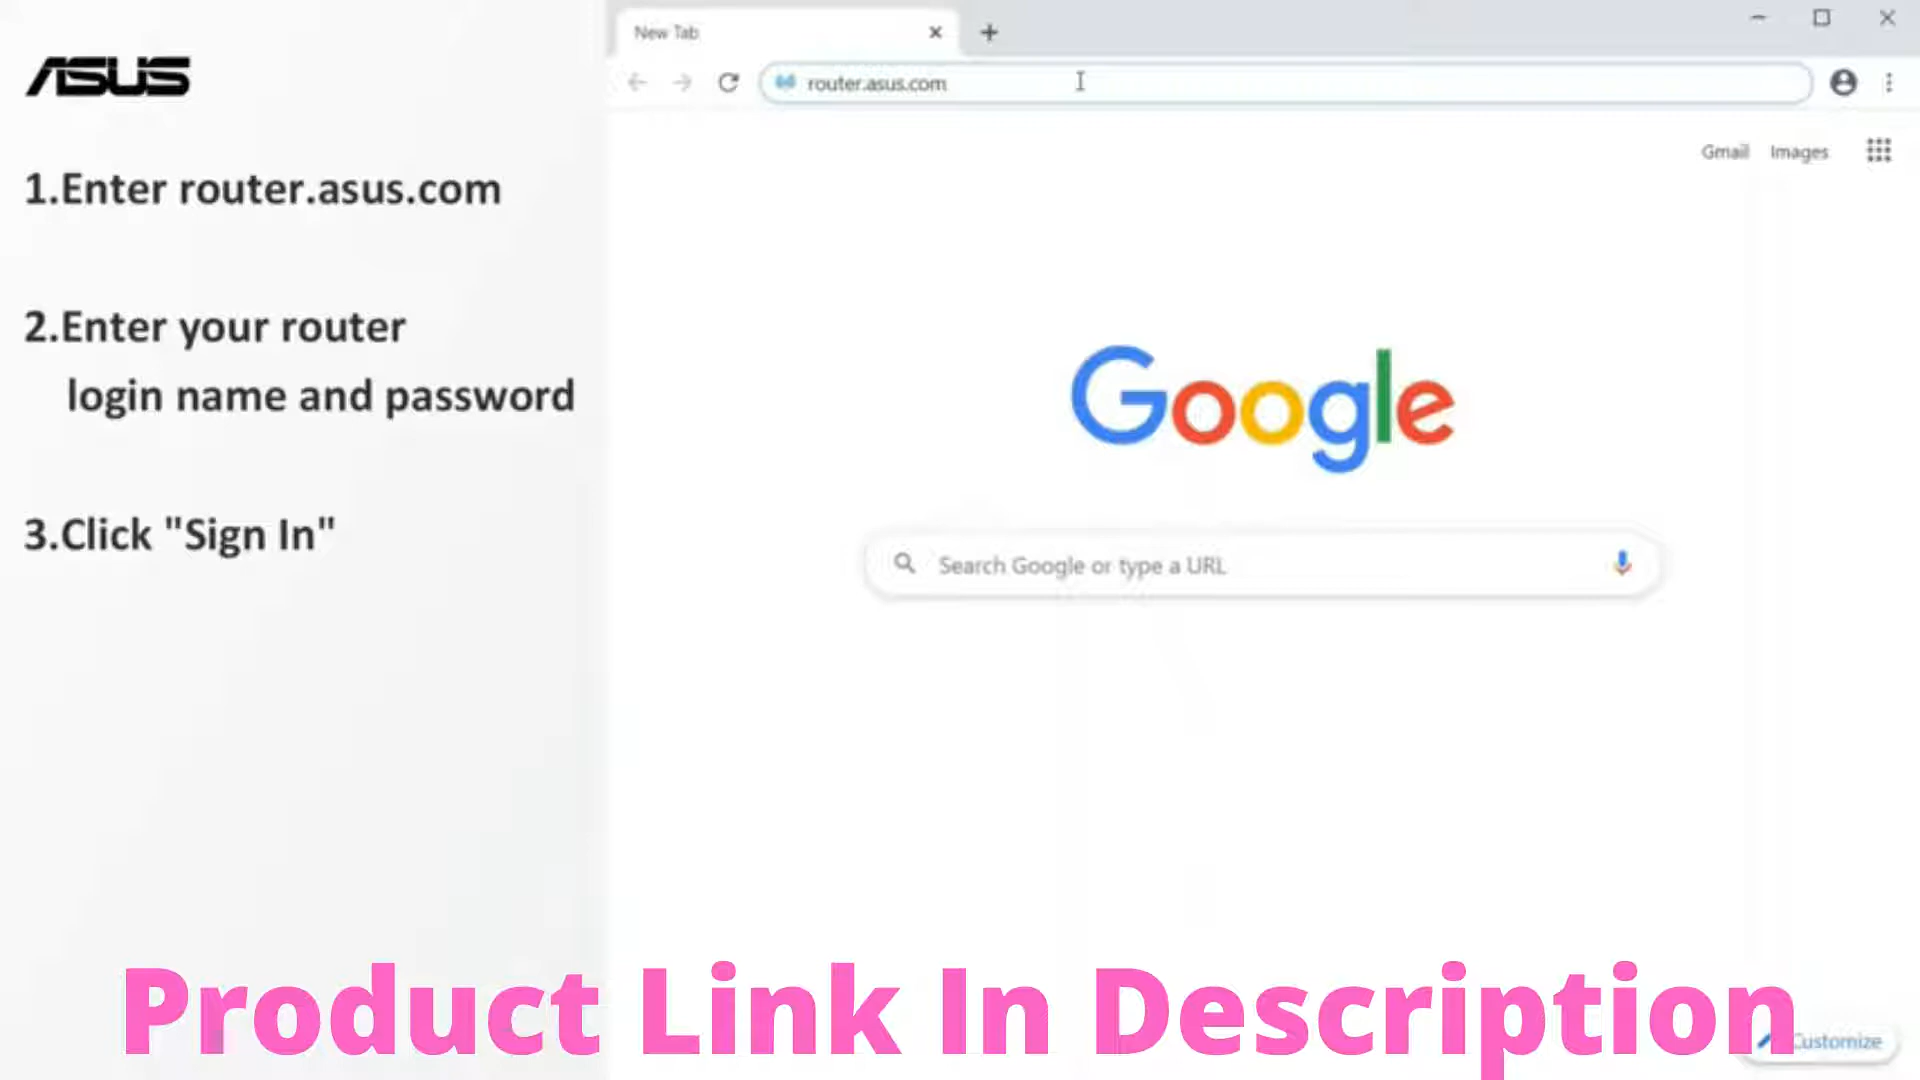 ASUS
1.Enter router.asus.com
2.Enter your router
login name and password
3.Click "Sign In"
New Tab
router.asus.com
Gmail Images
Google
Search Google or type a URL
Product Link In Description
Customize